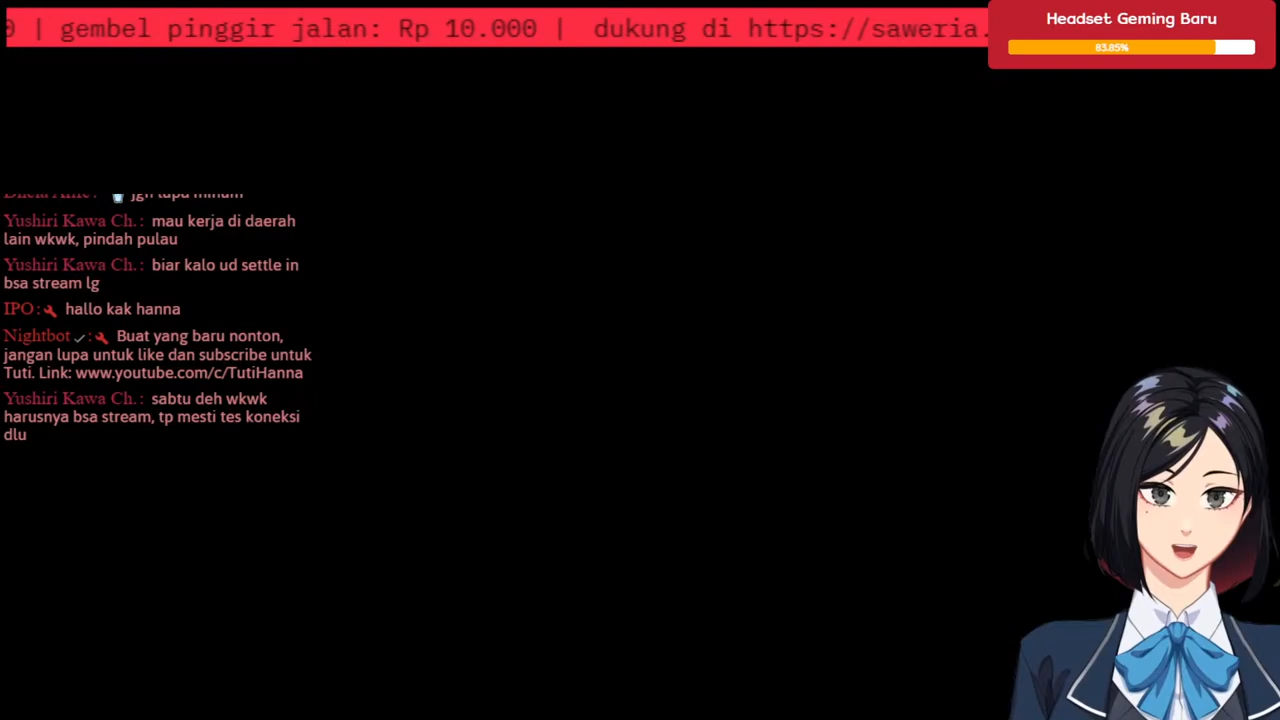 | gembel pinggir jalan: Rp 10.000 | dukung di https://saweria.
Headset Geming Baru
83.85%
jgn lupa minum
Yushiri Kawa Ch.: mau kerja di daerah
lain wkwk, pindah pulau
Yushiri Kawa Ch.: biar kalo ud settle in
bsa stream lg
IPO: hallo kak hanna
Nightbot: Buat yang baru nonton,
jangan lupa untuk like dan subscribe untuk
Tuti. Link: www.youtube.com/c/TutiHanna
Yushiri Kawa Ch.: sabtu deh wkwk
harusnya bsa stream, tp mesti tes koneksi
dlu